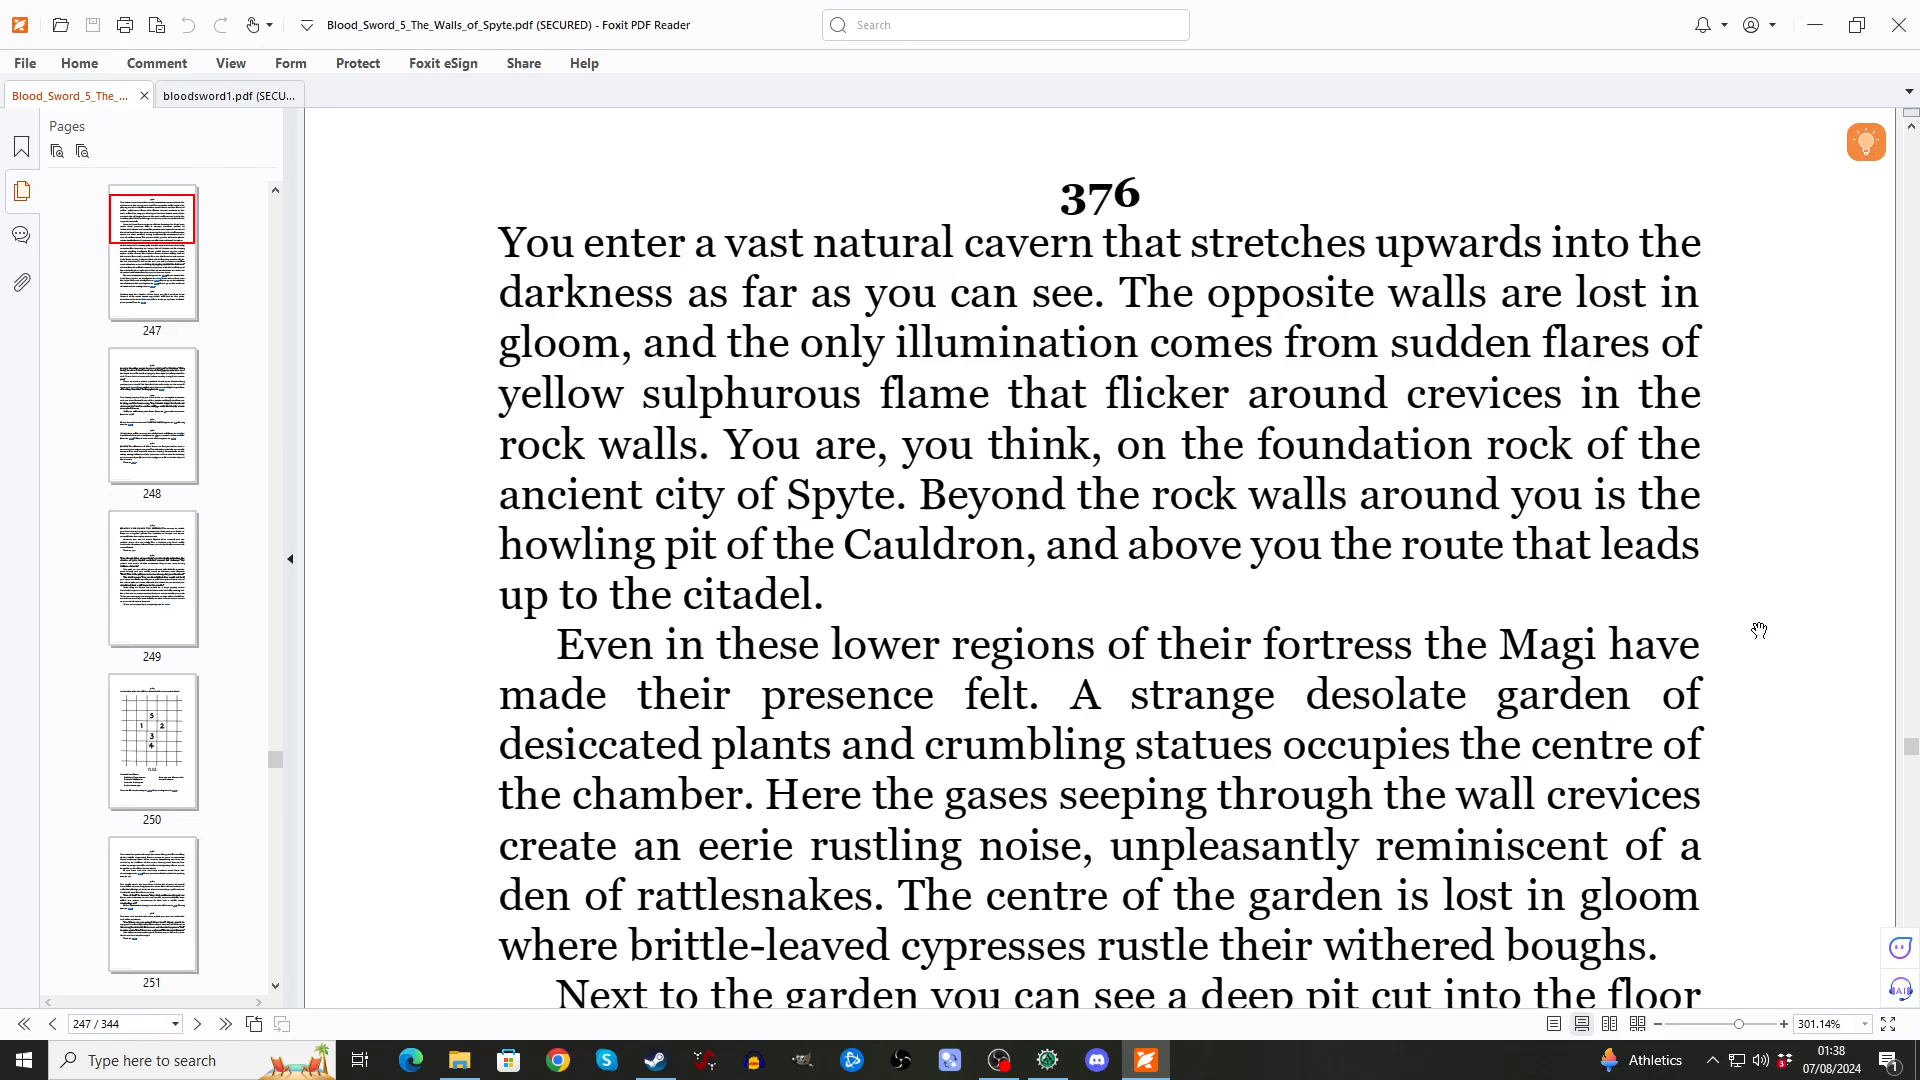 Blood_Sword_5_The_Walls_of_Spyte.pdf (SECURED) - Foxit PDF Reader
Search
File Home Comment View Form Protect Foxit eSign Share Help
Blood_Sword_5_The_... bloodsword1.pdf (SECU...
Pages
247
248
249
250
251
376
You enter a vast natural cavern that stretches upwards into the
darkness as far as you can see. The opposite walls are lost in
gloom, and the only illumination comes from sudden flares of
yellow sulphurous flame that flicker around crevices in the
rock walls. You are, you think, on the foundation rock of the
ancient city of Spyte. Beyond the rock walls around you is the
howling pit of the Cauldron, and above you the route that leads
up to the citadel.
Even in these lower regions of their fortress the Magi have
made their presence felt. A strange desolate garden of
desiccated plants and crumbling statues occupies the centre of
the chamber. Here the gases seeping through the wall crevices
create an eerie rustling noise, unpleasantly reminiscent of a
den of rattlesnakes. The centre of the garden is lost in gloom
where brittle-leaved cypresses rustle their withered boughs.
Next to the garden you can see a deep pit cut into the floor
247 / 344
301.14%
Type here to search
Athletics
01:38
07/08/2024